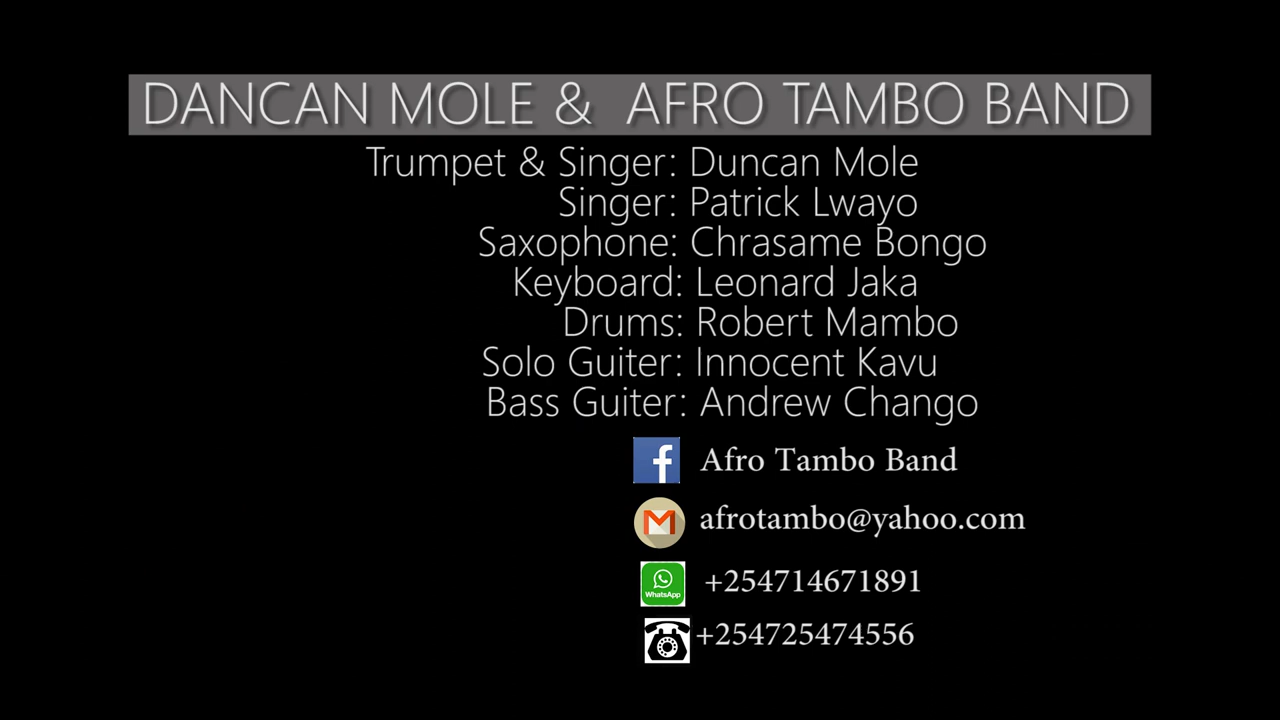 DANCAN MOLE & AFRO TAMBO BAND
Trumpet & Singer: Duncan Mole
Singer: Patrick Lwayo
Saxophone: Chrasame Bongo
Keyboard: Leonard Jaka
Drums: Robert Mambo
Solo Guiter: Innocent Kavu
Bass Guiter: Andrew Chango
Afro Tambo Band
afrotambo@yahoo.com
WhatsApp +254714671891
+254725474556